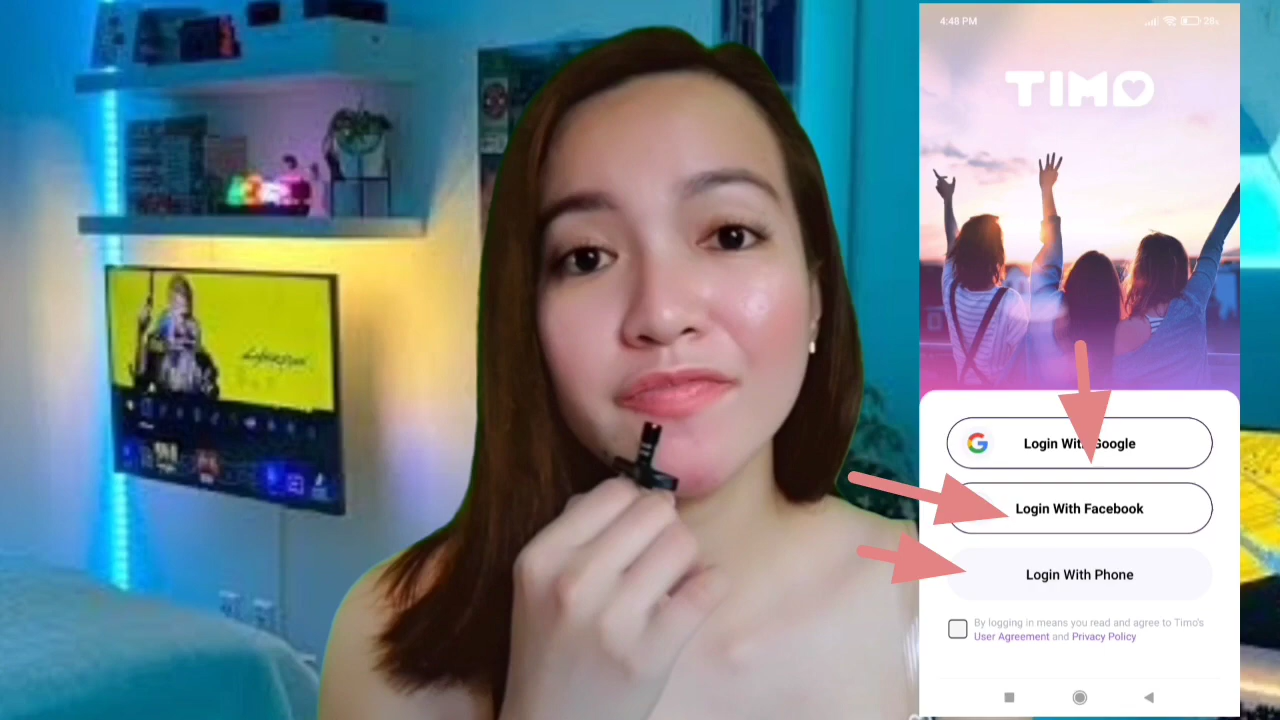 4:48 PM
28%
TIMO
Login With Google
Login With Facebook
Login With Phone
By logging in means you read and agree to Timo's
User Agreement and Privacy Policy